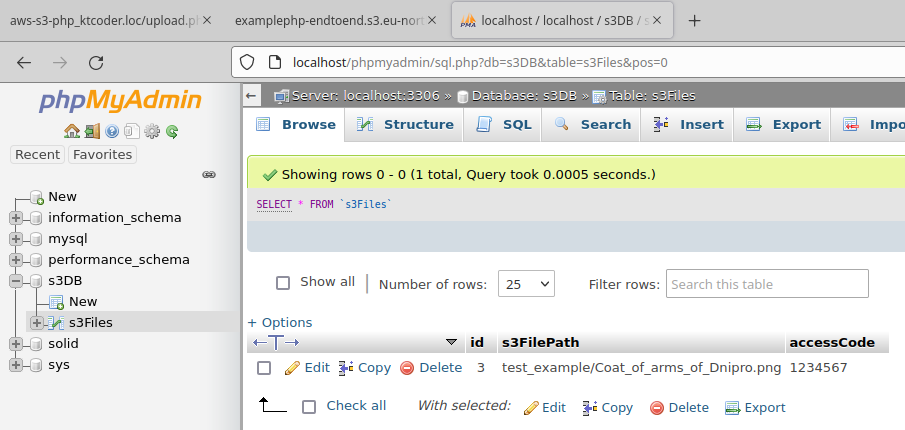 aws-s3-php_ktcoder.loc/upload.p
examplephp-endtoend.s3.eu-nort
PMA localhost / localhost / s3DB / s
localhost/phpmyadmin/sql.php?db=s3DB&table=s3Files&pos=0
phpMyAdmin
Recent Favorites
New
information_schema
mysql
performance_schema
s3DB
New
s3Files
solid
sys
Server: localhost:3306 » Database: s3DB » Table: s3Files
Browse Structure SQL Search Insert Export Impo
Showing rows 0 - 0 (1 total, Query took 0.0005 seconds.)
SELECT * FROM `s3Files`
Show all Number of rows: 25 Filter rows: Search this table
+ Options
id s3FilePath accessCode
Edit Copy Delete 3 test_example/Coat_of_arms_of_Dnipro.png 1234567
Check all With selected: Edit Copy Delete Export